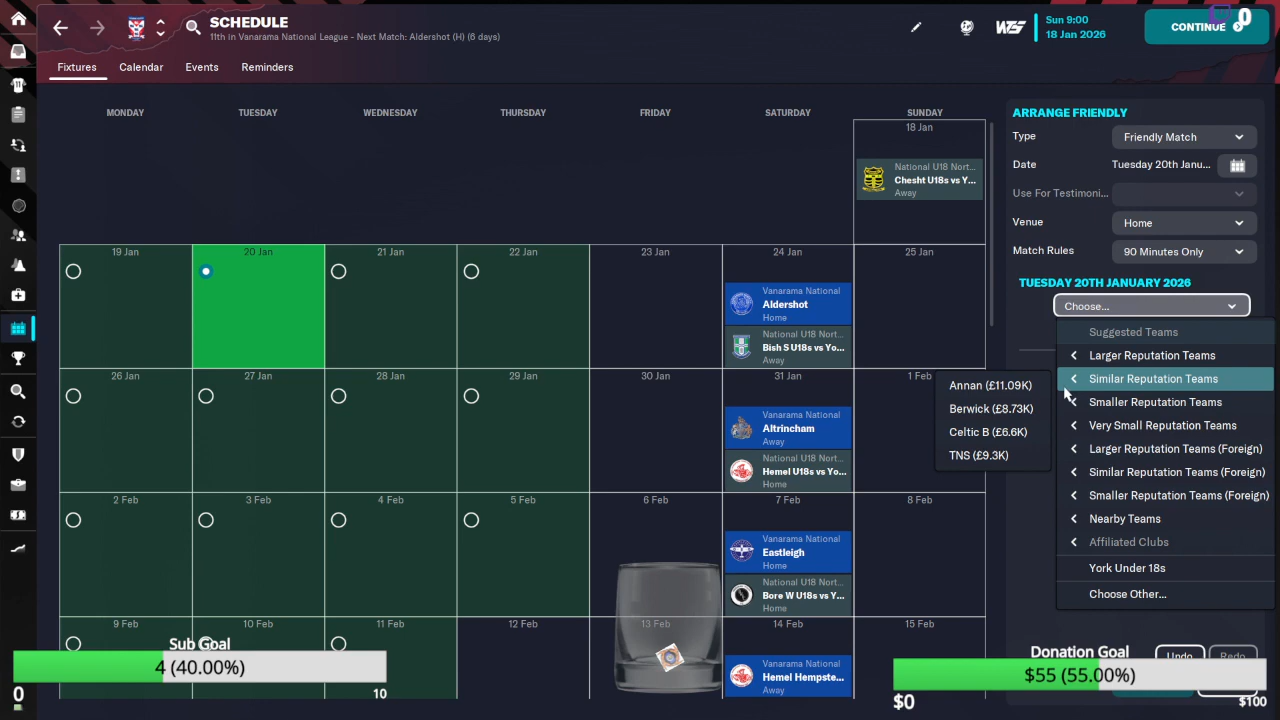 SCHEDULE
11th in Vanarama National League - Next Match: Aldershot (H) (6 days)
Sun 9:00
18 Jan 2026
CONTINUE
0
Fixtures
Calendar
Events
Reminders
MONDAY
TUESDAY
WEDNESDAY
THURSDAY
FRIDAY
SATURDAY
SUNDAY
18 Jan
National U18 Nort...
Chesht U18s vs Y...
Away
19 Jan
20 Jan
21 Jan
22 Jan
23 Jan
24 Jan
25 Jan
Vanarama National
Aldershot
Home
National U18 Nort...
Bish S U18s vs Yo...
Away
26 Jan
27 Jan
28 Jan
29 Jan
30 Jan
31 Jan
1 Feb
Vanarama National
Altrincham
Away
National U18 Nort...
Hemel U18s vs Yo...
Home
2 Feb
3 Feb
4 Feb
5 Feb
6 Feb
7 Feb
8 Feb
Vanarama National
Eastleigh
Home
National U18 Nort...
Bore W U18s vs Y...
Home
9 Feb
10 Feb
11 Feb
12 Feb
13 Feb
14 Feb
15 Feb
Vanarama National
Hemel Hempste...
Away
ARRANGE FRIENDLY
Type
Friendly Match
Date
Tuesday 20th Janu...
Use For Testimoni...
Venue
Home
Match Rules
90 Minutes Only
TUESDAY 20TH JANUARY 2026
Choose...
Suggested Teams
Larger Reputation Teams
Similar Reputation Teams
Smaller Reputation Teams
Very Small Reputation Teams
Larger Reputation Teams (Foreign)
Similar Reputation Teams (Foreign)
Smaller Reputation Teams (Foreign)
Nearby Teams
Affiliated Clubs
York Under 18s
Choose Other...
Annan (£11.09K)
Berwick (£8.73K)
Celtic B (£6.6K)
TNS (£9.3K)
Undo
Redo
Sub Goal
4 (40.00%)
0
10
Donation Goal
$55 (55.00%)
$0
$100